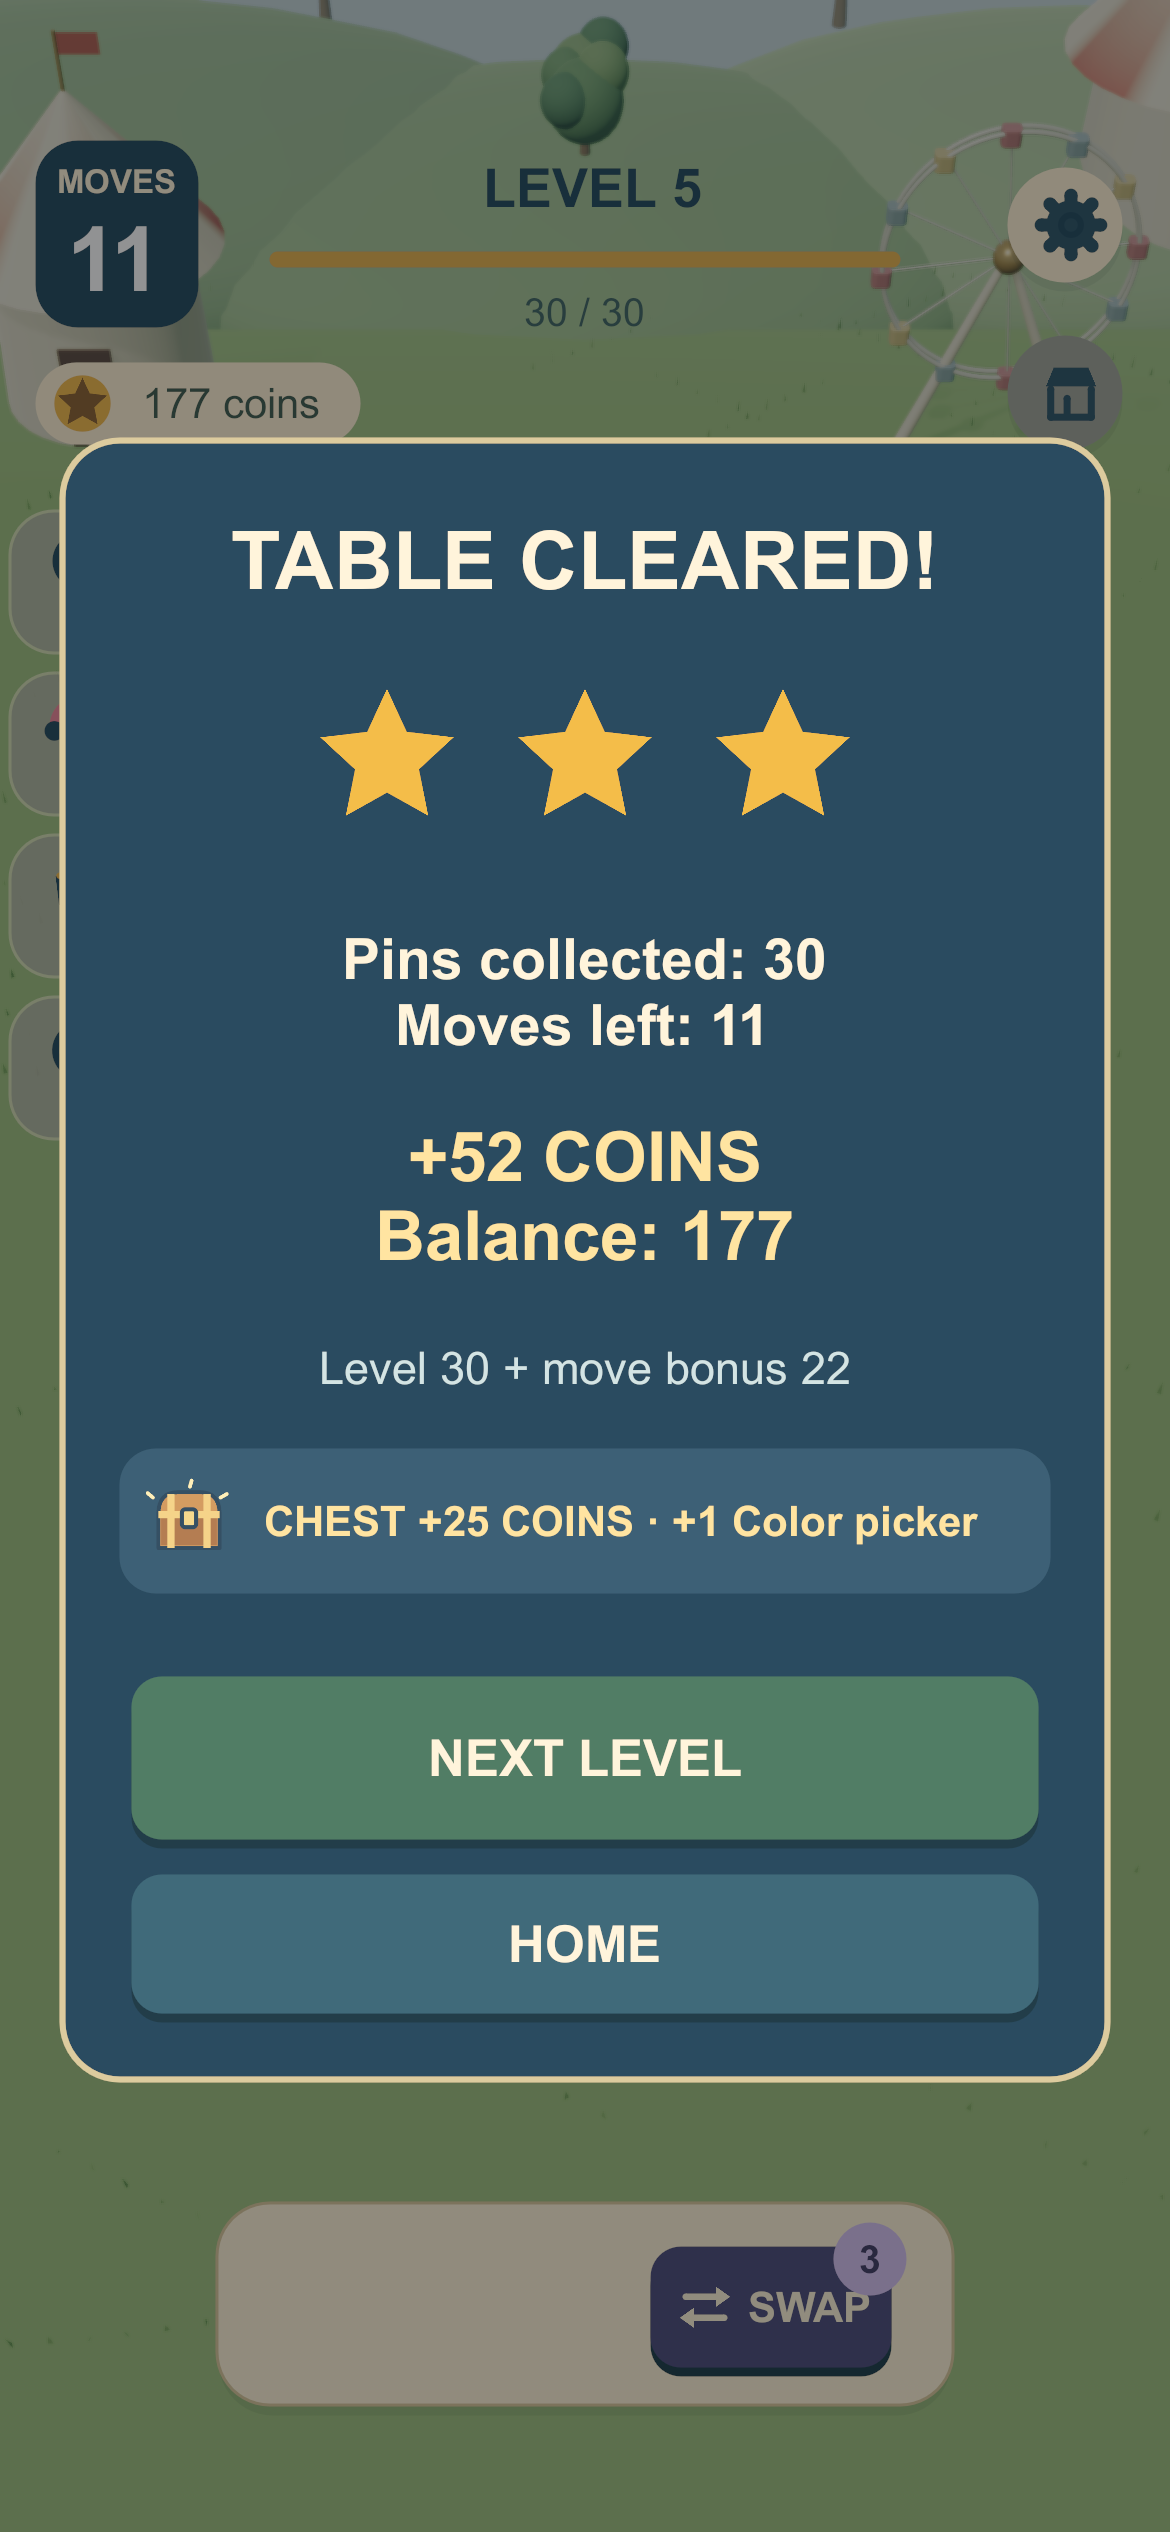 MOVES
11
LEVEL 5
30 / 30
177 coins
TABLE CLEARED!
Pins collected: 30
Moves left: 11
+52 COINS
Balance: 177
Level 30 + move bonus 22
CHEST +25 COINS · +1 Color picker
NEXT LEVEL
HOME
3
SWAP